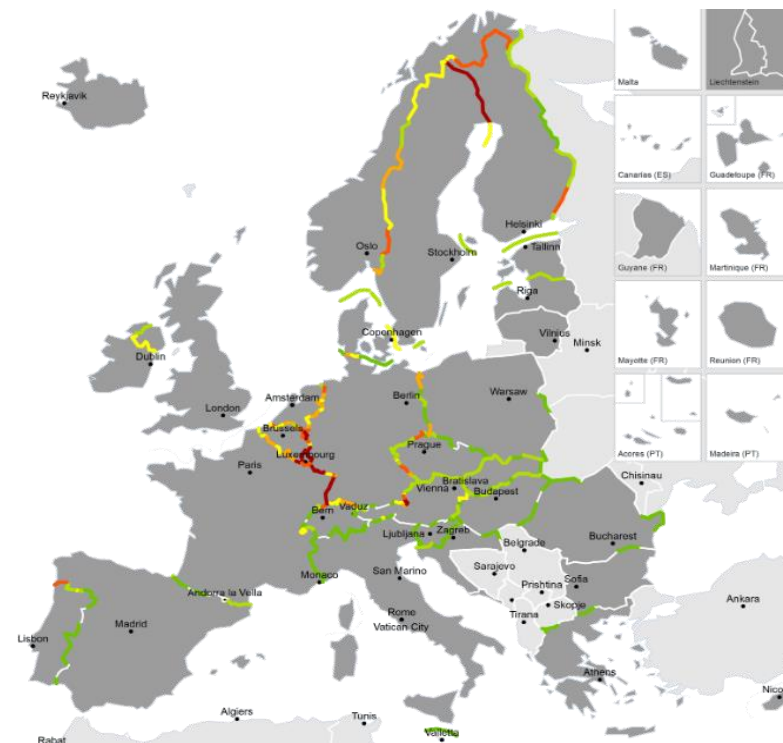 Reykjavik
Malta
Liechtenstein
Canarias (ES)
Guadeloupe (FR)
Helsinki
Oslo
Stockholm
Tallinn
Guyane (FR)
Martinique (FR)
Riga
Copenhagen
Vilnius
Minsk
Dublin
Mayotte (FR)
Reunion (FR)
Amsterdam
Berlin
Warsaw
London
Brussels
Prague
Luxembourg
Acores (PT)
Madeira (PT)
Paris
Chisinau
Vienna
Bratislava
Budapest
Bern
Vaduz
Ljubljana
Zagreb
Bucharest
Belgrade
San Marino
Sarajevo
Monaco
Prishtina
Sofia
Andorra la Vella
Skopje
Ankara
Rome
Tirana
Vatican City
Madrid
Lisbon
Athens
Nico
Algiers
Tunis
Valletta
Rabat